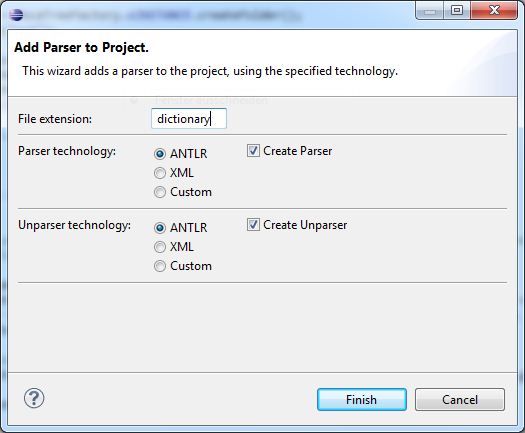 Add Parser to Project.
This wizard adds a parser to the project, using the specified technology.
File extension: dictionary
Parser technology: ANTLR Create Parser
XML
Custom
Unparser technology: ANTLR Create Unparser
XML
Custom
? Finish Cancel